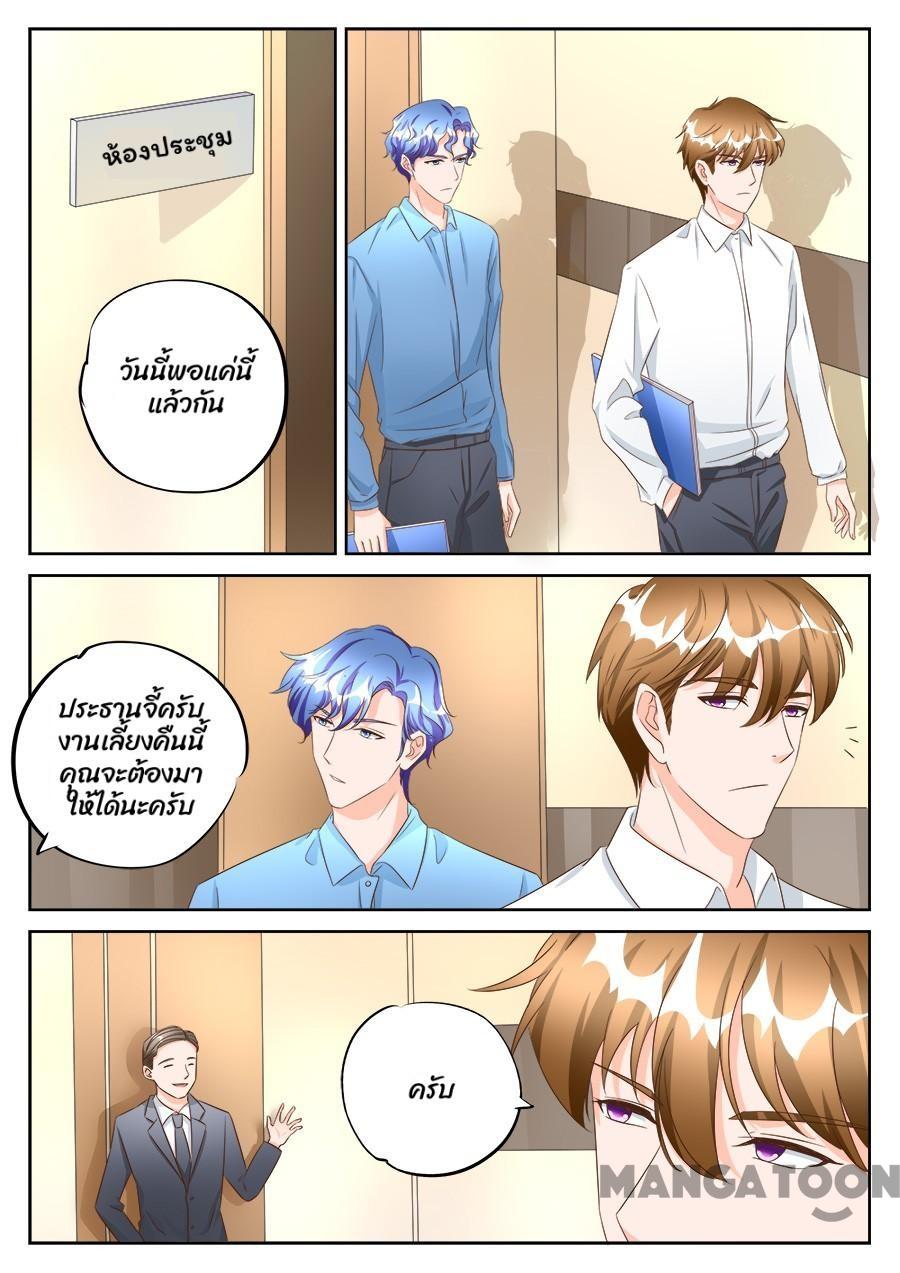 ห้องประชุม
วันนี้พอแค่นี้
แล้วกัน
ประธานจี้ครับ
งานเลี้ยงคืนนี้
คุณจะต้องมา
ให้ได้นะครับ
ครับ
MANGATOON